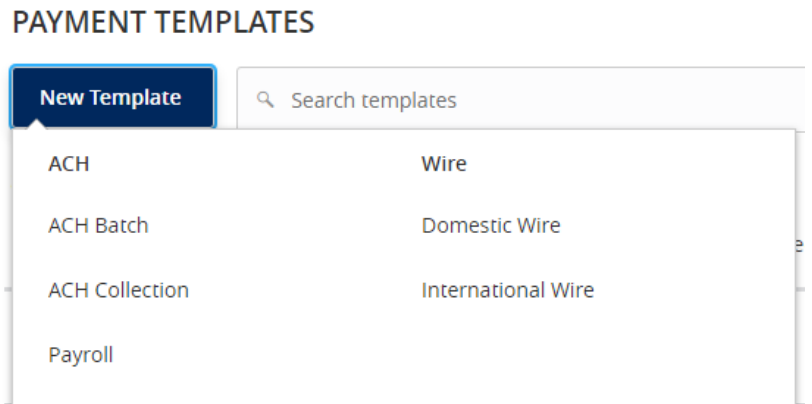 PAYMENT TEMPLATES
New Template
Search templates
ACH
Wire
ACH Batch
Domestic Wire
ACH Collection
International Wire
Payroll